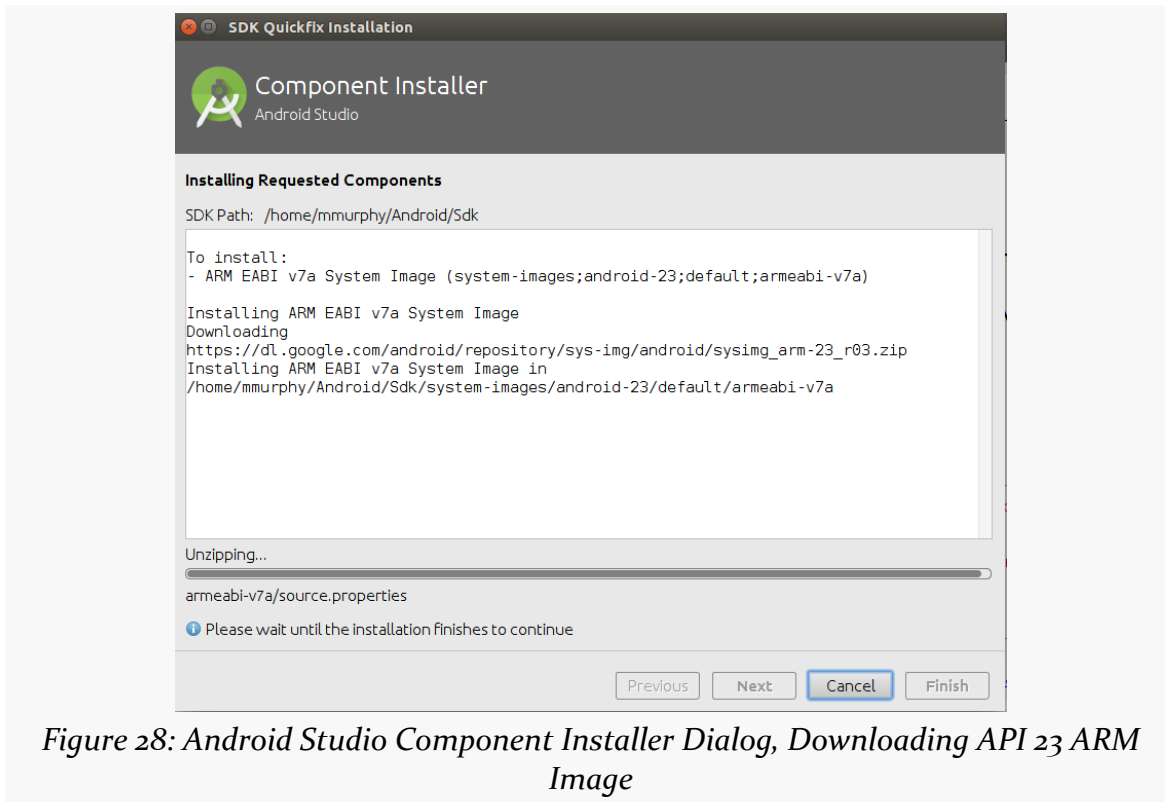 SDK Quickfix Installation
Component Installer
Android Studio
Installing Requested Components
SDK Path: /home/mmurphy/Android/Sdk
To install:
- ARM EABI v7a System Image (system-images;android-23;default;armeabi-v7a)
Installing ARM EABI v7a System Image
Downloading
https://dl.google.com/android/repository/sys-img/android/sysimg_arm-23_r03.zip
Installing ARM EABI v7a System Image in
/home/mmurphy/Android/Sdk/system-images/android-23/default/armeabi-v7a
Unzipping...
armeabi-v7a/source.properties
Please wait until the installation finishes to continue
Previous Next Cancel Finish
Figure 28: Android Studio Component Installer Dialog, Downloading API 23 ARM
Image